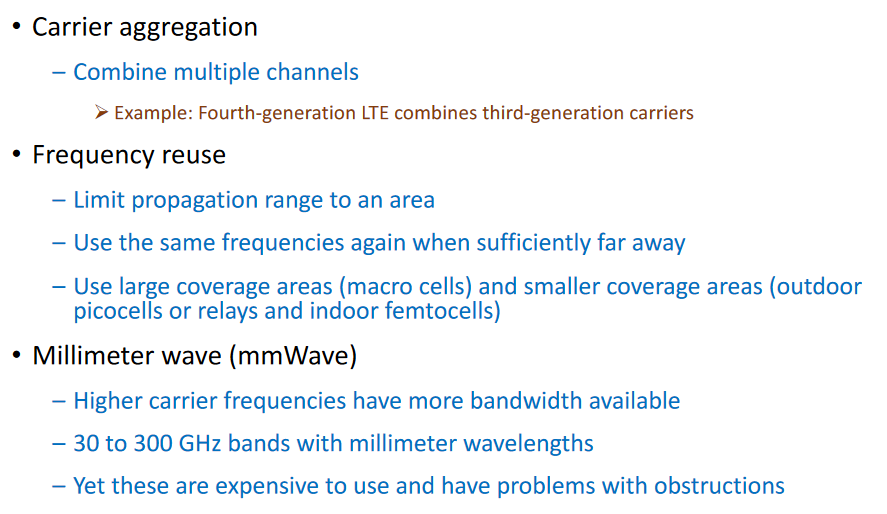 • Carrier aggregation
– Combine multiple channels
➢ Example: Fourth-generation LTE combines third-generation carriers
• Frequency reuse
– Limit propagation range to an area
– Use the same frequencies again when sufficiently far away
– Use large coverage areas (macro cells) and smaller coverage areas (outdoor
picocells or relays and indoor femtocells)
• Millimeter wave (mmWave)
– Higher carrier frequencies have more bandwidth available
– 30 to 300 GHz bands with millimeter wavelengths
– Yet these are expensive to use and have problems with obstructions